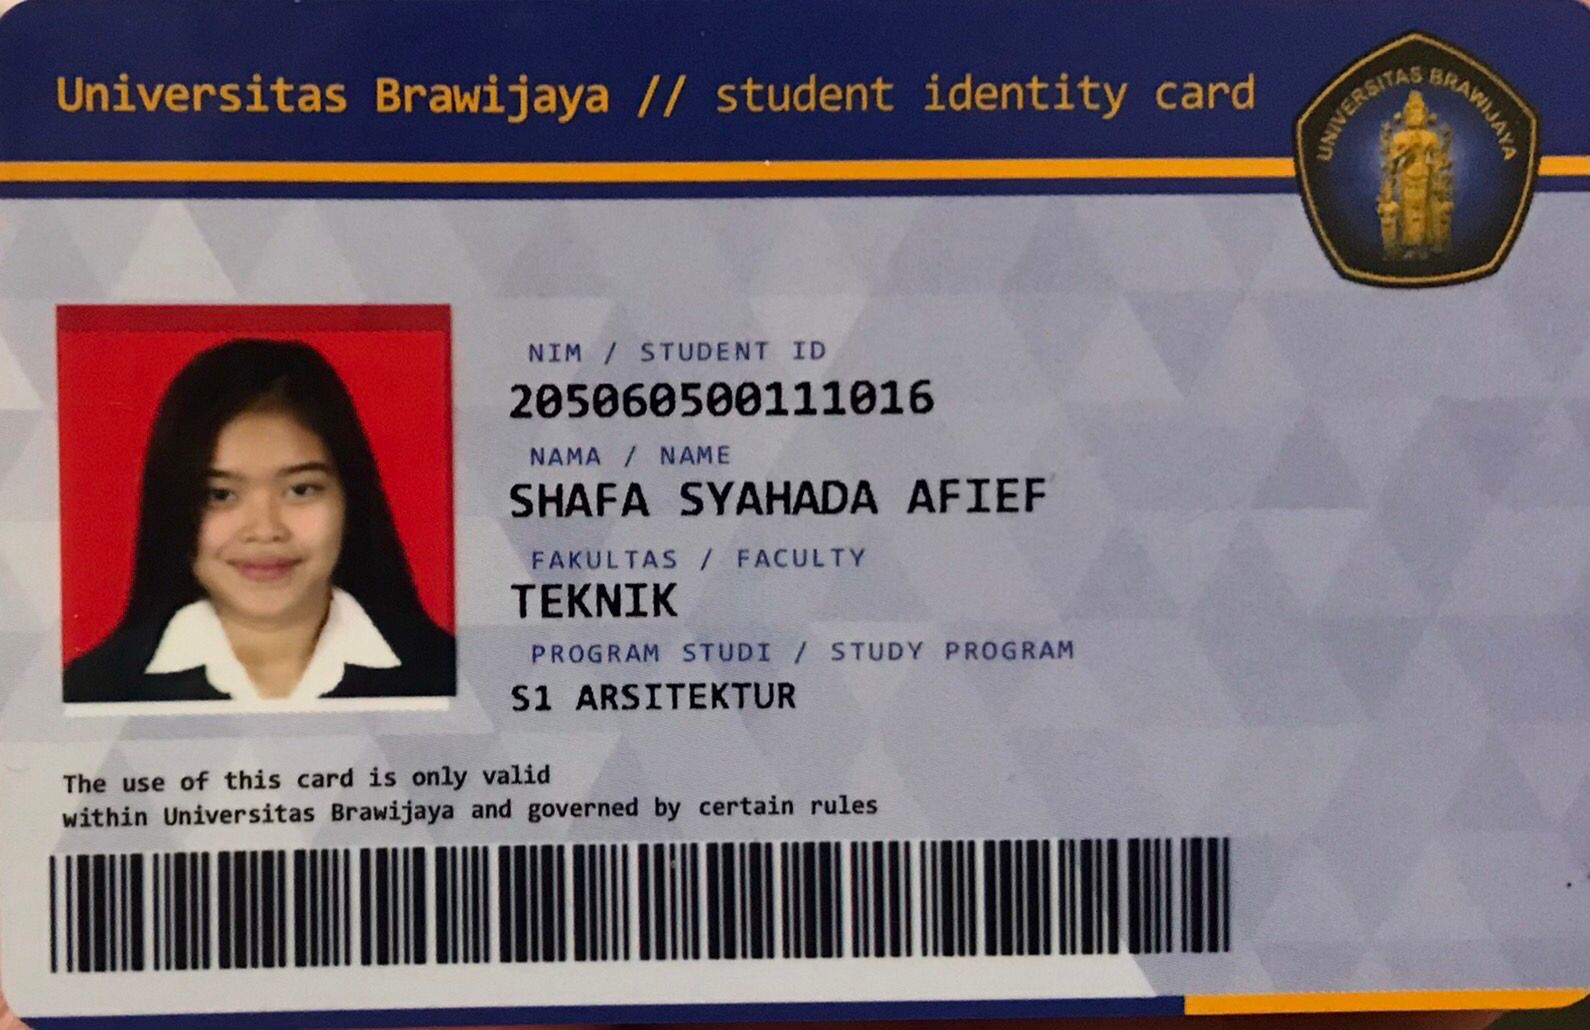 Universitas Brawijaya // student identity card
UNIVERSITAS BRAWIJAYA
NIM / STUDENT ID
205060500111016
NAMA / NAME
SHAFA SYAHADA AFIEF
FAKULTAS / FACULTY
TEKNIK
PROGRAM STUDI / STUDY PROGRAM
S1 ARSITEKTUR
The use of this card is only valid
within Universitas Brawijaya and governed by certain rules